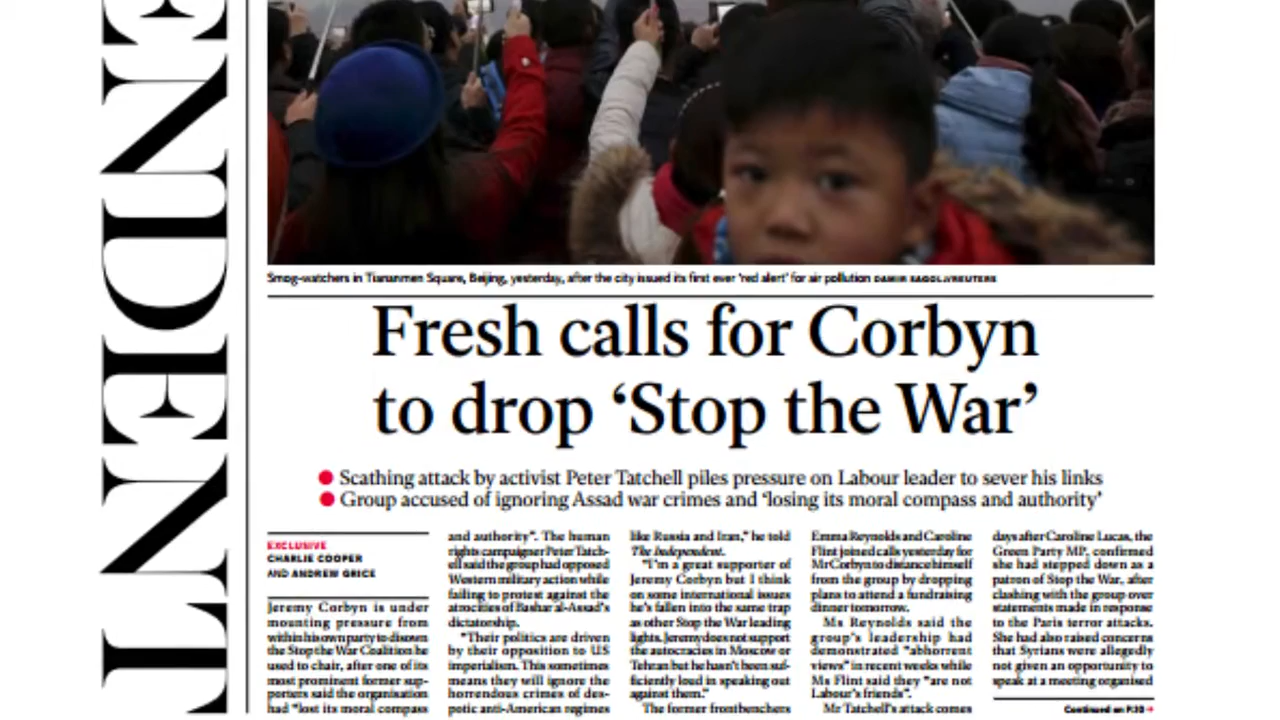 ENDENT
Smog-watchers in Tiananmen Square, Beijing, yesterday, after the city issued its first ever 'red alert' for air pollution DAMIR SAGOLJ/REUTERS
Fresh calls for Corbyn
to drop ‘Stop the War’
● Scathing attack by activist Peter Tatchell piles pressure on Labour leader to sever his links
● Group accused of ignoring Assad war crimes and ‘losing its moral compass and authority’
EXCLUSIVE
CHARLIE COOPER
AND ANDREW GRICE
Jeremy Corbyn is under
mounting pressure from
within his own party to disown
the Stop the War Coalition he
used to chair, after one of its
most prominent former sup-
porters said the organisation
had "lost its moral compass
and authority". The human
rights campaigner Peter Tatch-
ell said the group had opposed
Western military action while
failing to protest against the
atrocities of Bashar al-Assad's
dictatorship.
"Their politics are driven
by their opposition to US
imperialism. This sometimes
means they will ignore the
horrendous crimes of des-
potic anti-American regimes
like Russia and Iran," he told
The Independent.
"I'm a great supporter of
Jeremy Corbyn but I think
on some international issues
he's fallen into the same trap
as other Stop the War leading
lights. Jeremy does not support
the autocracies in Moscow or
Tehran but he hasn't been suf-
ficiently loud in speaking out
against them."
The former frontbenchers
Emma Reynolds and Caroline
Flint joined calls yesterday for
Mr Corbyn to distance himself
from the group by dropping
plans to attend a fundraising
dinner tomorrow.
Ms Reynolds said the
group's leadership had
demonstrated "abhorrent
views" in recent weeks while
Ms Flint said they "are not
Labour's friends".
Mr Tatchell's attack comes
days after Caroline Lucas, the
Green Party MP, confirmed
she had stepped down as a
patron of Stop the War, after
clashing with the group over
statements made in response
to the Paris terror attacks.
She had also raised concerns
that Syrians were allegedly
not given an opportunity to
speak at a meeting organised
Continued on P.10 →